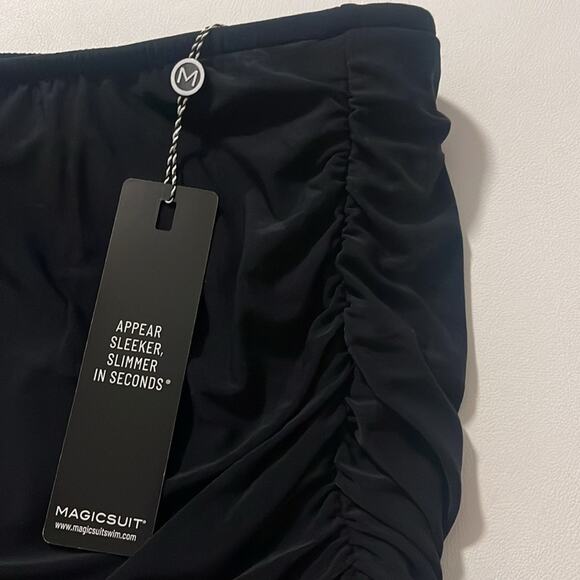 M
APPEAR
SLEEKER,
SLIMMER
IN SECONDS®
MAGICSUIT®
www.magicsuitswim.com